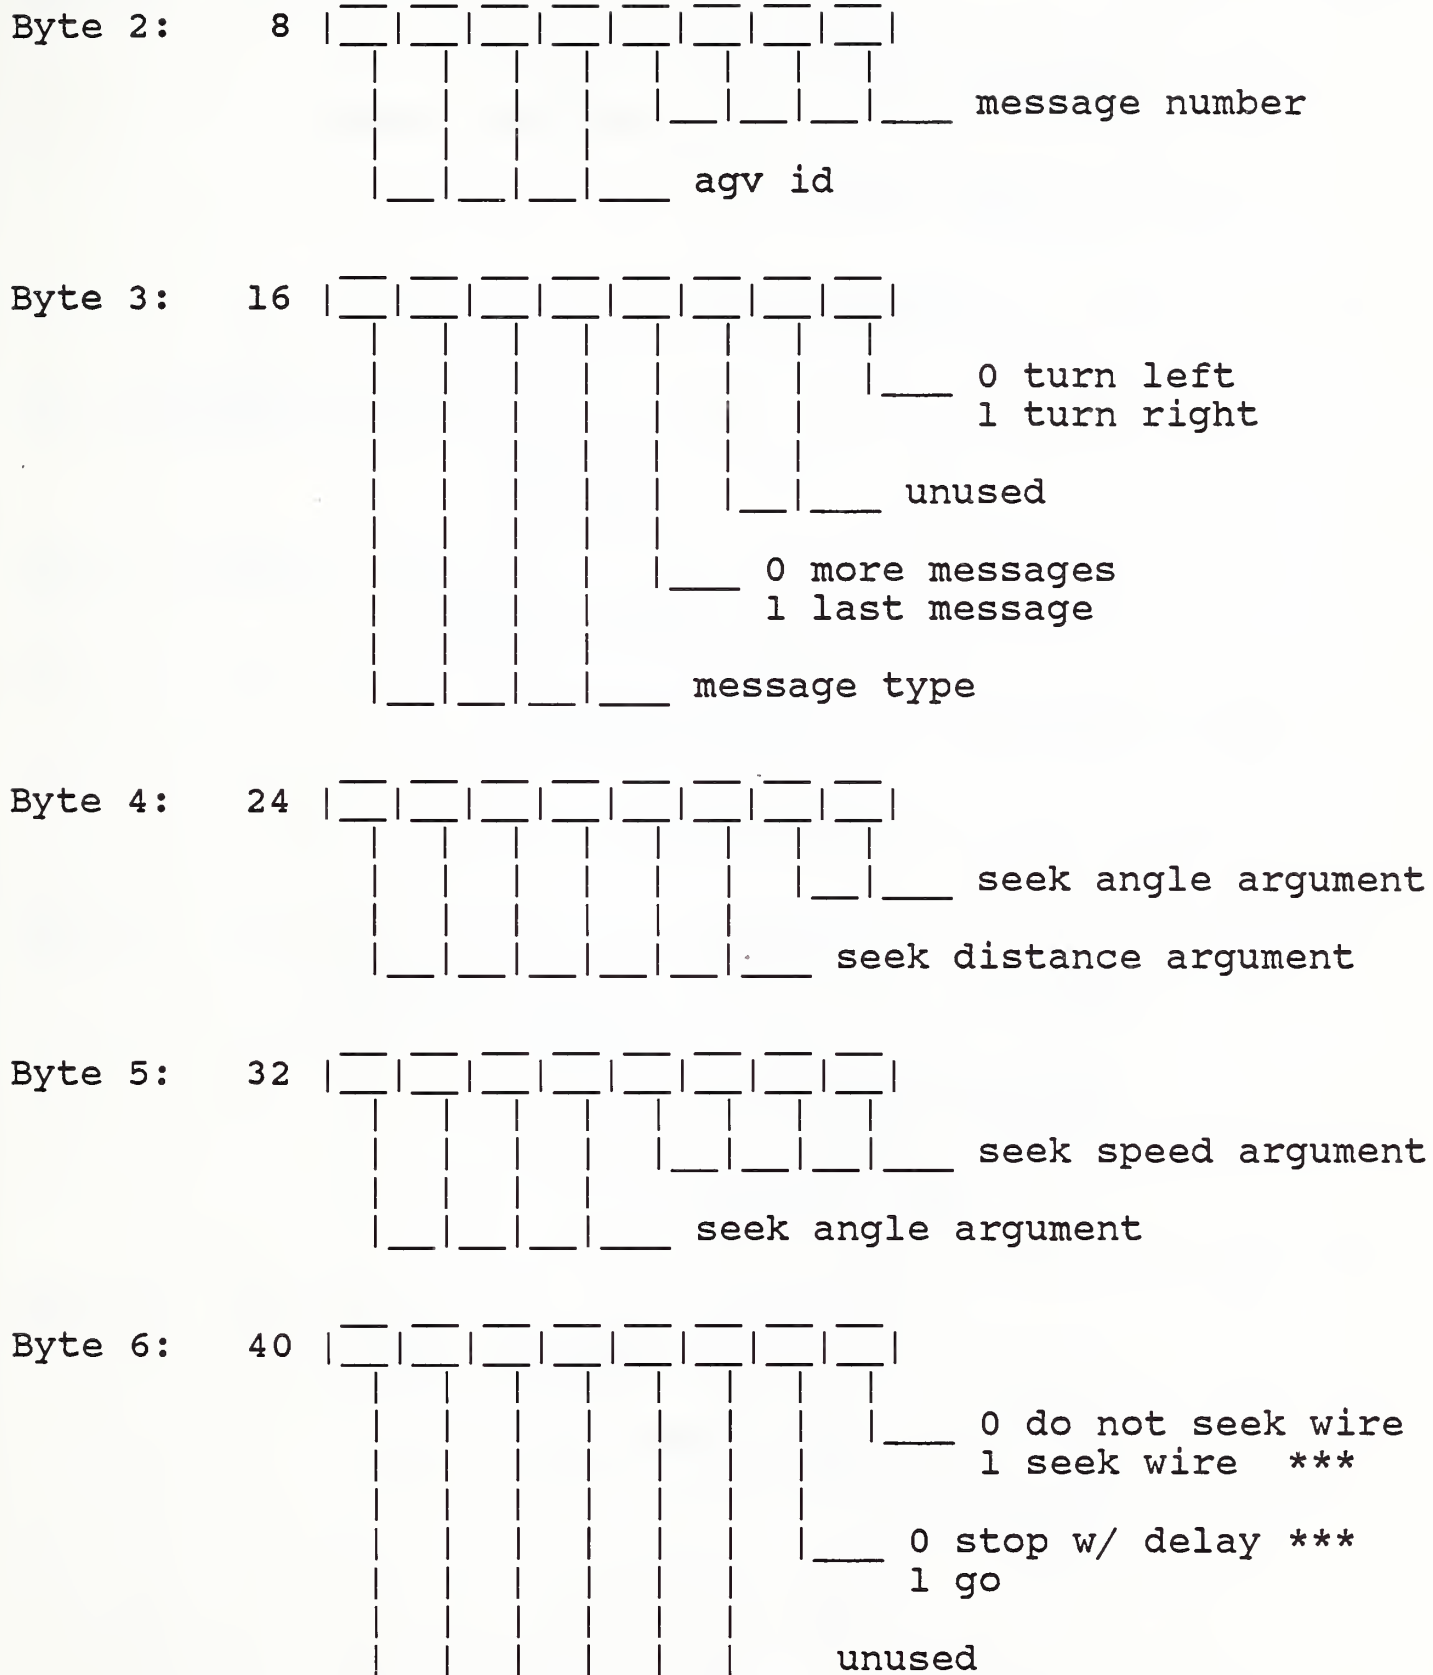 Byte 2: 8
message number
agv id
Byte 3: 16
0 turn left
1 turn right
unused
0 more messages
1 last message
message type
Byte 4: 24
seek angle argument
seek distance argument
Byte 5: 32
seek speed argument
seek angle argument
Byte 6: 40
0 do not seek wire
1 seek wire ***
0 stop w/ delay ***
1 go
unused